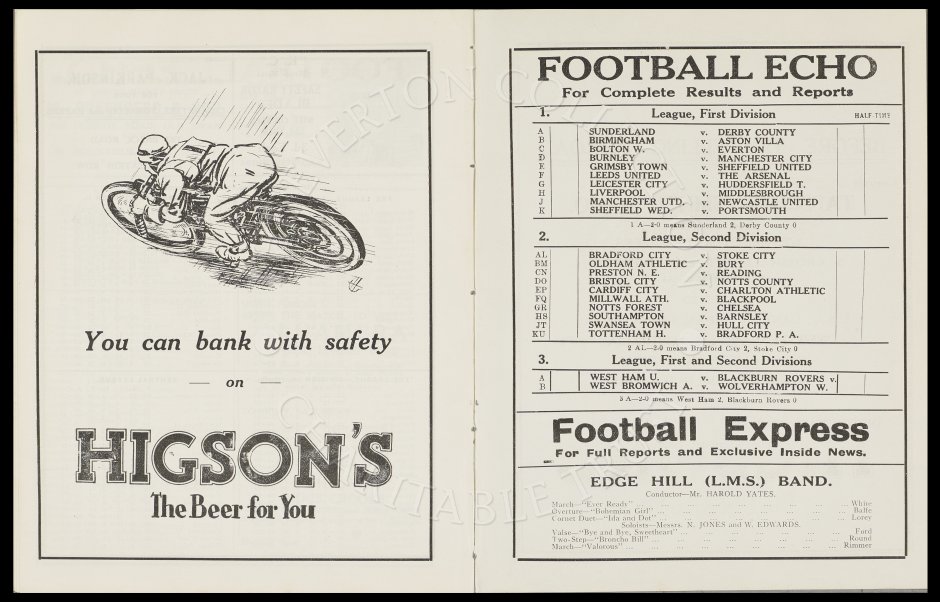 You can bank with safety
— on —
HIGSON'S
The Beer for You
FOOTBALL ECHO
For Complete Results and Reports
1. League, First Division HALF TIME
A SUNDERLAND v. DERBY COUNTY
B BIRMINGHAM v. ASTON VILLA
C BOLTON W. v. EVERTON
D BURNLEY v. MANCHESTER CITY
E GRIMSBY TOWN v. SHEFFIELD UNITED
F LEEDS UNITED v. THE ARSENAL
G LEICESTER CITY v. HUDDERSFIELD T.
H LIVERPOOL v. MIDDLESBROUGH
J MANCHESTER UTD. v. NEWCASTLE UNITED
K SHEFFIELD WED. v. PORTSMOUTH
1 A—2-0 means Sunderland 2, Derby County 0
2. League, Second Division
AL BRADFORD CITY v. STOKE CITY
BM OLDHAM ATHLETIC v. BURY
CN PRESTON N. E. v. READING
DO BRISTOL CITY v. NOTTS COUNTY
EP CARDIFF CITY v. CHARLTON ATHLETIC
FQ MILLWALL ATH. v. BLACKPOOL
GR NOTTS FOREST v. CHELSEA
HS SOUTHAMPTON v. BARNSLEY
JT SWANSEA TOWN v. HULL CITY
KU TOTTENHAM H. v. BRADFORD P. A.
2 AL—2-0 means Bradford City 2, Stoke City 0
3. League, First and Second Divisions
A WEST HAM U. v. BLACKBURN ROVERS v.
B WEST BROMWICH A. v. WOLVERHAMPTON W.
3 A—2-0 means West Ham 2, Blackburn Rovers 0
Football Express
For Full Reports and Exclusive Inside News.
EDGE HILL (L.M.S.) BAND.
Conductor—Mr. HAROLD YATES.
March—"Ever Ready" ... White
Overture—"Bohemian Girl" ... Balfe
Cornet Duet—"Ida and Dot" ... Losey
Soloists—Messrs. N. JONES and W. EDWARDS.
Valse—"Bye and Bye, Sweetheart" ... Ford
Two-Step—"Broncho Bill" ... Round
March—"Valorous" ... Rimmer
EVERTON COLLECTION
CHARITABLE TRUST